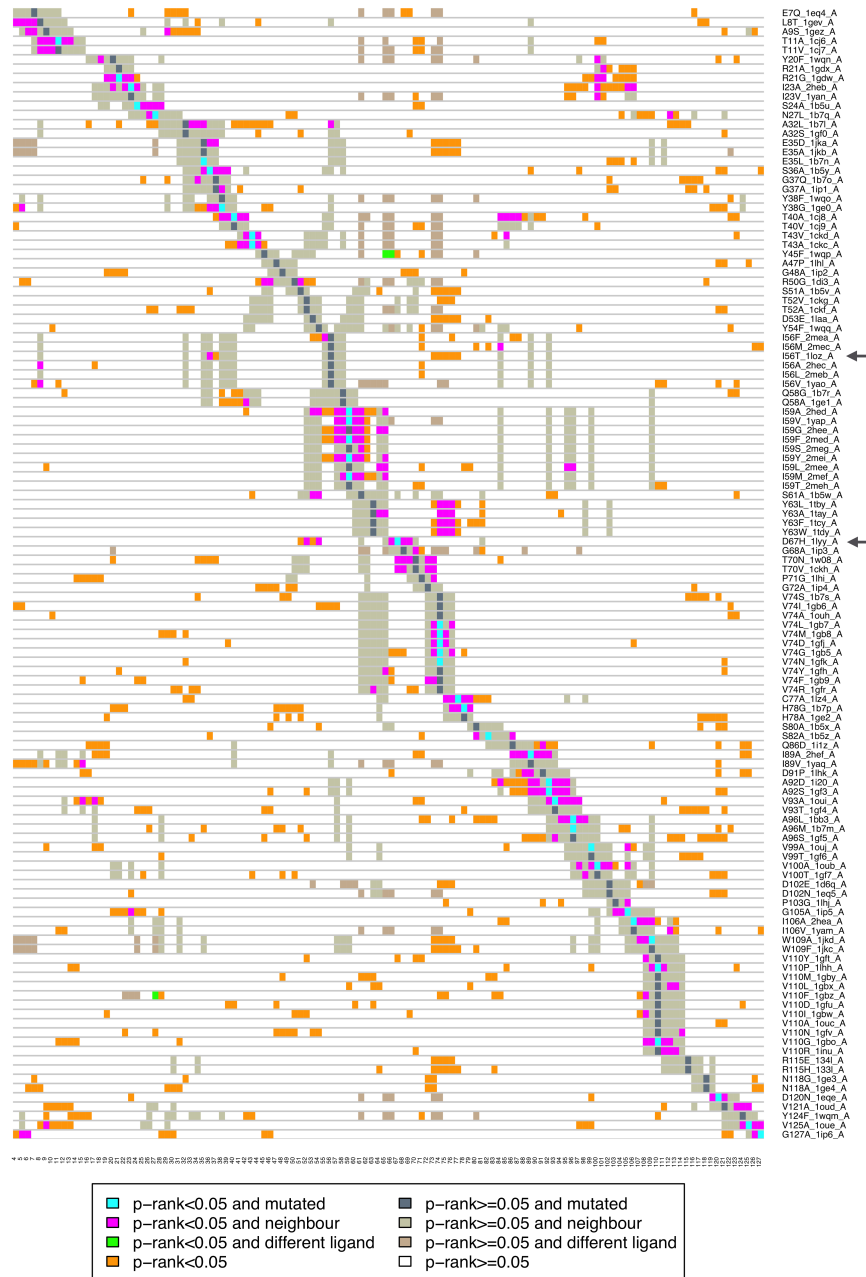 E7Q_1eq4_A
L8T_1gev_A
A9S_1gez_A
T11A_1cj6_A
T11V_1cj7_A
Y20F_1wqn_A
R21A_1gdx_A
R21G_1gdw_A
I23A_2heb_A
I23V_1yan_A
S24A_1b5u_A
N27L_1b7q_A
A32L_1b7l_A
A32S_1gf0_A
E35D_1jka_A
E35A_1jkb_A
E35L_1b7n_A
S36A_1b5y_A
G37Q_1b7o_A
G37A_1ip1_A
Y38F_1wqo_A
Y38G_1ge0_A
T40A_1cj8_A
T40V_1cj9_A
T43V_1ckd_A
T43A_1ckc_A
Y45F_1wqp_A
A47P_1lhl_A
G48A_1ip2_A
R50G_1di3_A
S51A_1b5v_A
T52V_1ckg_A
T52A_1ckf_A
D53E_1laa_A
Y54F_1wqq_A
I56F_2mea_A
I56M_2mec_A
I56T_1loz_A
I56A_2hec_A
I56L_2meb_A
I56V_1yao_A
Q58G_1b7r_A
Q58A_1ge1_A
I59A_2hed_A
I59V_1yap_A
I59G_2hee_A
I59F_2med_A
I59S_2meg_A
I59Y_2mei_A
I59L_2mee_A
I59M_2mef_A
I59T_2meh_A
S61A_1b5w_A
Y63L_1tby_A
Y63A_1tay_A
Y63F_1tcy_A
Y63W_1tdy_A
D67H_1lyy_A
G68A_1ip3_A
T70N_1w08_A
T70V_1ckh_A
P71G_1lhi_A
G72A_1ip4_A
V74S_1b7s_A
V74I_1gb6_A
V74A_1ouh_A
V74L_1gb7_A
V74M_1gb8_A
V74D_1gfj_A
V74G_1gb5_A
V74N_1gfk_A
V74Y_1gfh_A
V74F_1gb9_A
V74R_1gfr_A
C77A_1iz4_A
H78G_1b7p_A
H78A_1ge2_A
S80A_1b5x_A
S82A_1b5z_A
Q86D_1i1z_A
I89A_2hef_A
I89V_1yaq_A
D91P_1lhk_A
A92D_1i20_A
A92S_1gf3_A
V93A_1oui_A
V93T_1gf4_A
A96L_1bb3_A
A96M_1b7m_A
A96S_1gf5_A
V99A_1ouj_A
V99T_1gf6_A
V100A_1oub_A
V100T_1gf7_A
D102E_1d6q_A
D102N_1eq5_A
P103G_1lhj_A
G105A_1ip5_A
I106A_2hea_A
I106V_1yam_A
W109A_1jkd_A
W109F_1jkc_A
V110Y_1gft_A
V110P_1lhh_A
V110M_1gby_A
V110L_1gbx_A
V110F_1gbz_A
V110D_1gfu_A
V110I_1gbw_A
V110A_1ouc_A
V110N_1gfv_A
V110G_1gbo_A
V110R_1inu_A
R115E_134l_A
R115H_133l_A
N118G_1ge3_A
N118A_1ge4_A
D120N_1eqe_A
V121A_1oud_A
Y124F_1wqm_A
V125A_1oue_A
G127A_1ip6_A
p−rank<0.05 and mutated
p−rank<0.05 and neighbour
p−rank<0.05 and different ligand
p−rank<0.05
p−rank>=0.05 and mutated
p−rank>=0.05 and neighbour
p−rank>=0.05 and different ligand
p−rank>=0.05